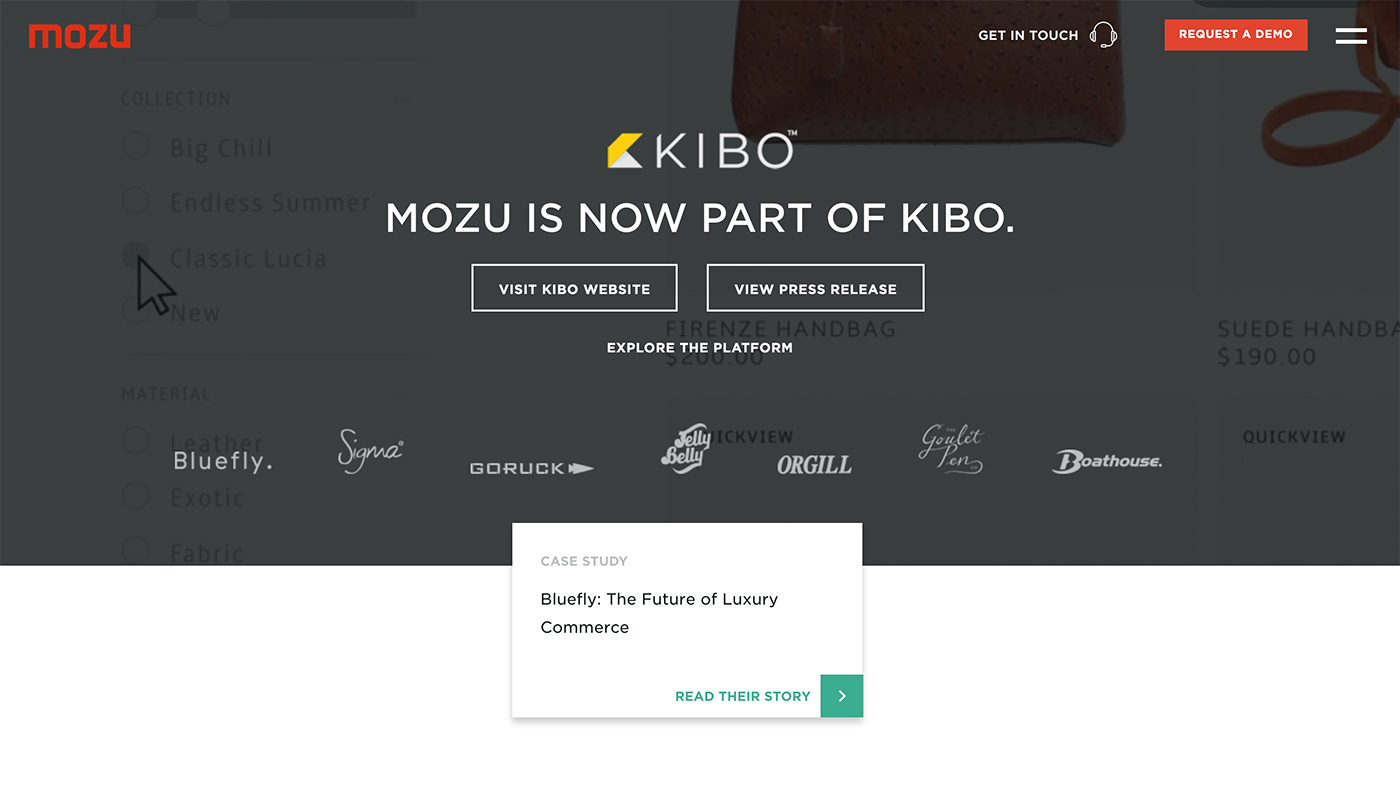 mozu
GET IN TOUCH
REQUEST A DEMO
COLLECTION
Big Chill
Endless Summer
Classic Lucia
New
MATERIAL
Leather
Exotic
Fabric
KIBO™
MOZU IS NOW PART OF KIBO.
VISIT KIBO WEBSITE
VIEW PRESS RELEASE
FIRENZE HANDBAG
$200.00
SUEDE HANDBA
$190.00
EXPLORE THE PLATFORM
QUICKVIEW
QUICKVIEW
Bluefly.
Sigma®
GORUCK
Jelly
Belly
ORGILL
THE
Goulet
Pen
CO
Boathouse.
CASE STUDY
Bluefly: The Future of Luxury
Commerce
READ THEIR STORY